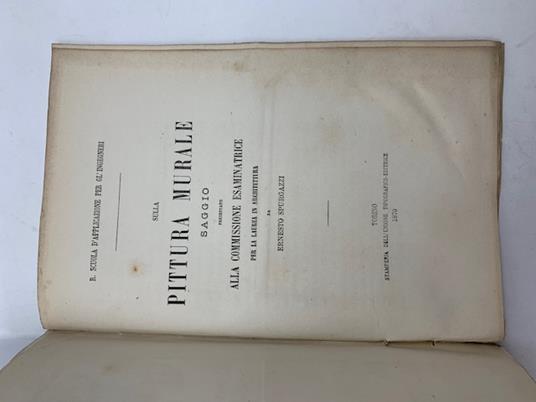 R. SCUOLA D'APPLICAZIONE PER GL'INGEGNERI
SULLA
PITTURA MURALE
SAGGIO
PRESENTATO
ALLA COMMISSIONE ESAMINATRICE
PER LA LAUREA IN ARCHITETTURA
DA
ERNESTO SPURGAZZI
TORINO
1879
STAMPERIA DELL'UNIONE TIPOGRAFICO-EDITRICE